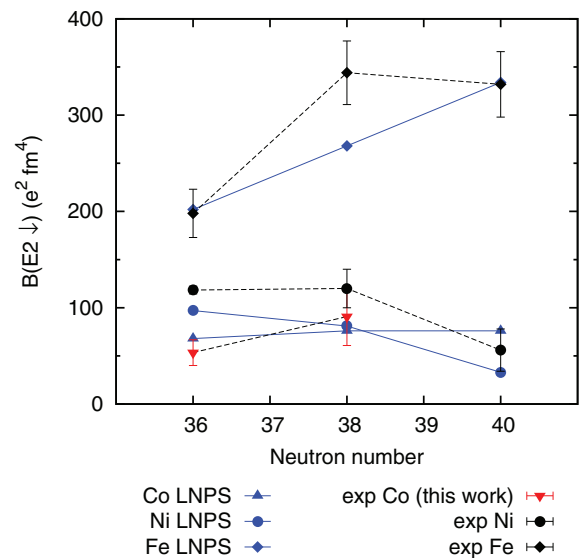 400
300
200
100
0
B(E2 ↓) (e² fm⁴)
36 37 38 39 40
Neutron number
Co LNPS exp Co (this work)
Ni LNPS exp Ni
Fe LNPS exp Fe